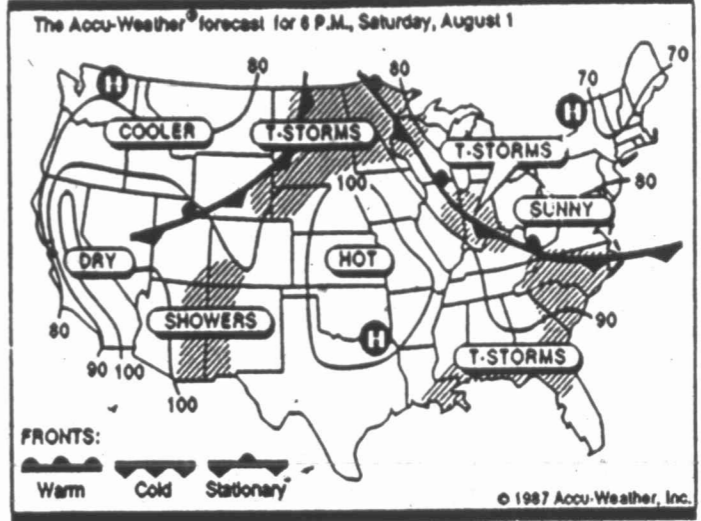 The Accu-Weather® forecast for 6 P.M., Saturday, August 1
70
80
80
70
H
H
COOLER
T-STORMS
T-STORMS
100
80
SUNNY
DRY
HOT
SHOWERS
80
H
90
90 100
T-STORMS
100
FRONTS:
Warm Cold Stationary
© 1987 Accu-Weather, Inc.